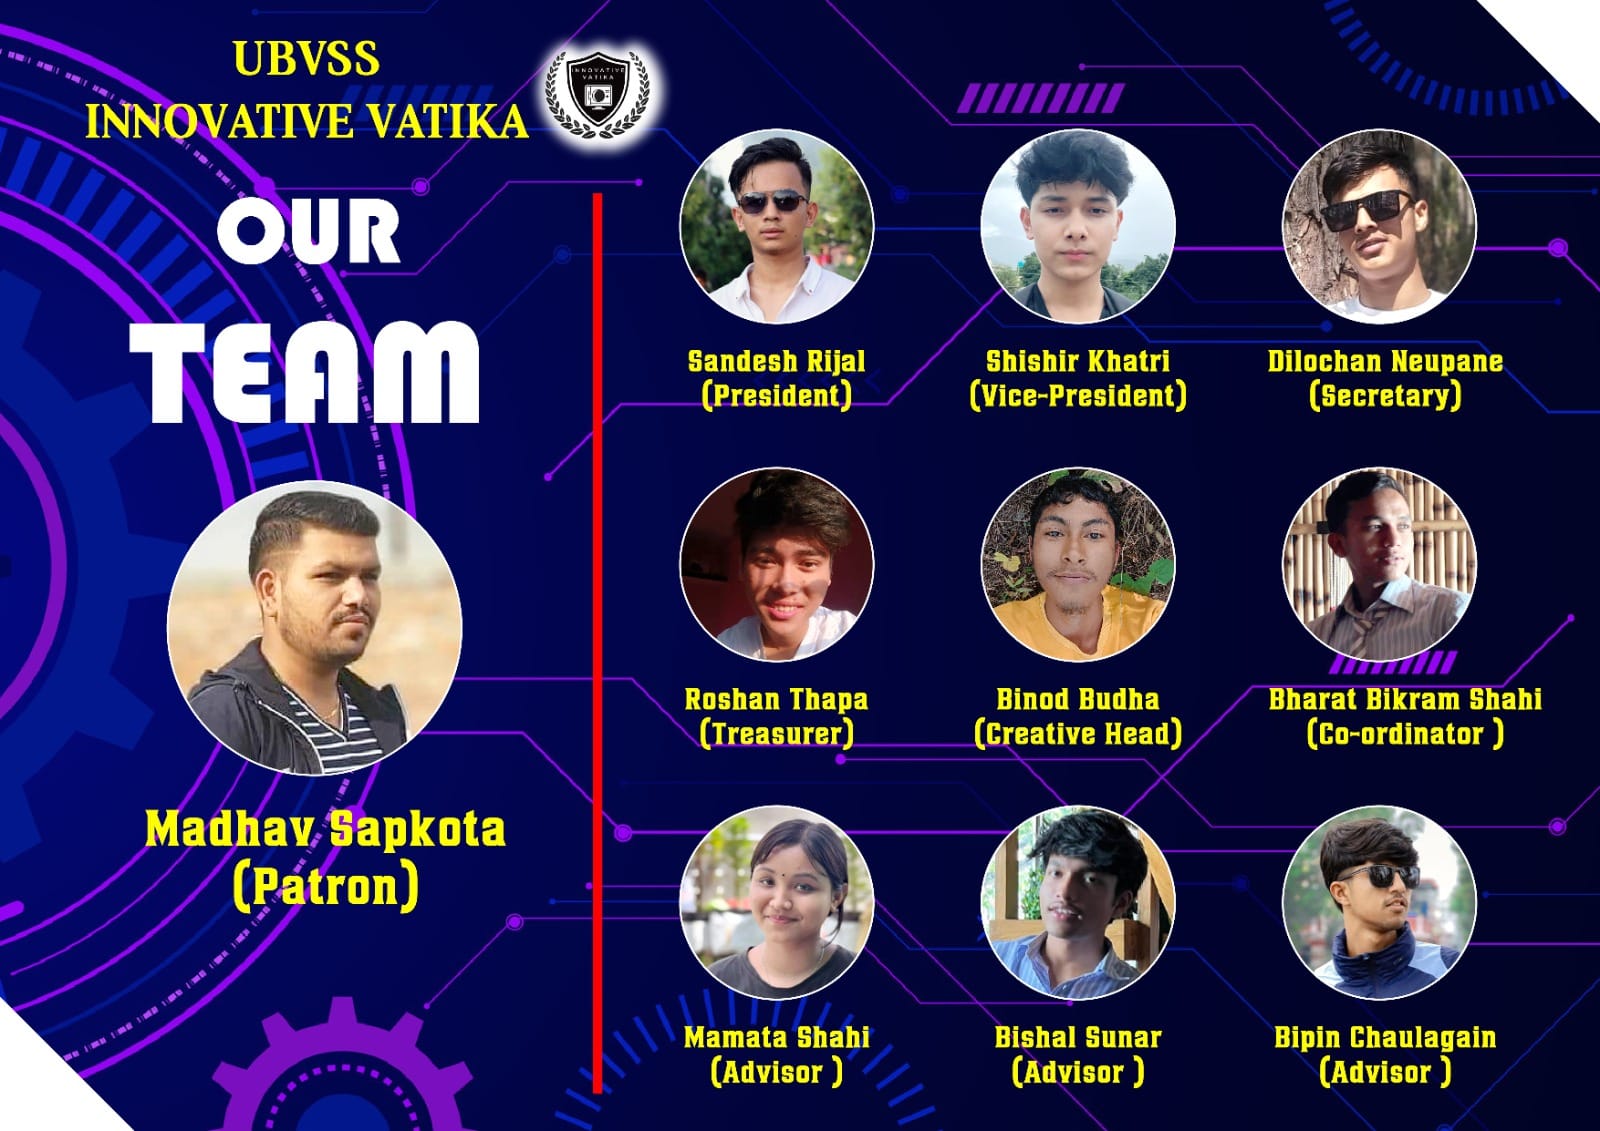 UBVSS
INNOVATIVE VATIKA
INNOVATIVE
VATIKA
OUR
TEAM
Madhav Sapkota
(Patron)
Sandesh Rijal
(President)
Shishir Khatri
(Vice-President)
Dilochan Neupane
(Secretary)
Roshan Thapa
(Treasurer)
Binod Budha
(Creative Head)
Bharat Bikram Shahi
(Co-ordinator )
Mamata Shahi
(Advisor )
Bishal Sunar
(Advisor )
Bipin Chaulagain
(Advisor )